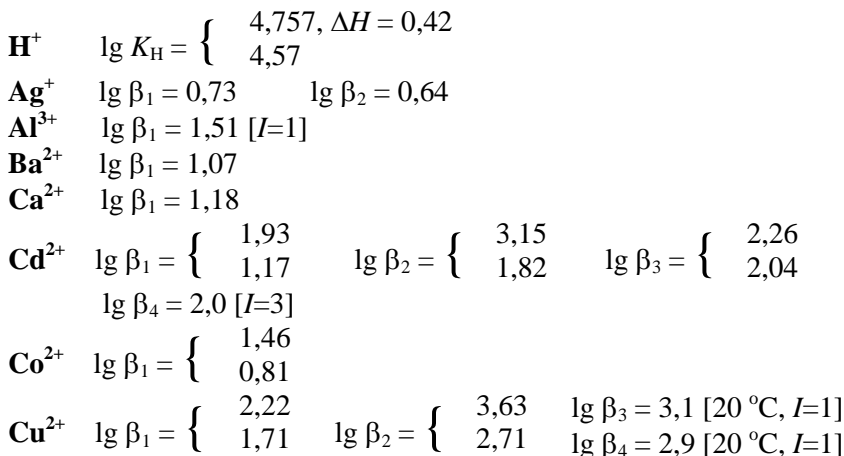 H⁺ lg K_H = { 4,757, ΔH = 0,42
4,57
Ag⁺ lg β₁ = 0,73 lg β₂ = 0,64
Al³⁺ lg β₁ = 1,51 [I=1]
Ba²⁺ lg β₁ = 1,07
Ca²⁺ lg β₁ = 1,18
Cd²⁺ lg β₁ = { 1,93 lg β₂ = { 3,15 lg β₃ = { 2,26
1,17 1,82 2,04
lg β₄ = 2,0 [I=3]
Co²⁺ lg β₁ = { 1,46
0,81
Cu²⁺ lg β₁ = { 2,22 lg β₂ = { 3,63 lg β₃ = 3,1 [20 °C, I=1]
1,71 2,71 lg β₄ = 2,9 [20 °C, I=1]